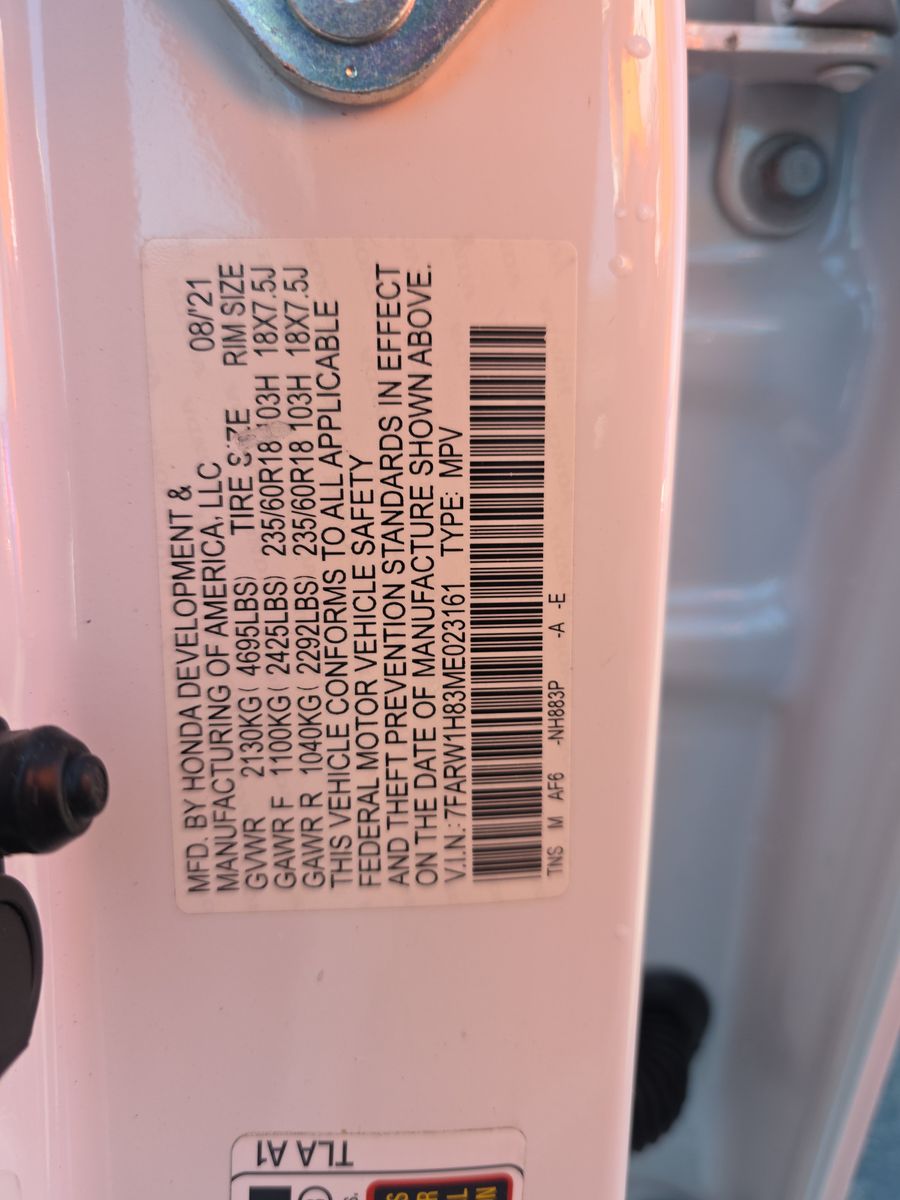 MFD. BY HONDA DEVELOPMENT &
MANUFACTURING OF AMERICA, LLC 08/'21
GVWR 2130KG( 4695LBS) TIRE SIZE RIM SIZE
GAWR F 1100KG( 2425LBS) 235/60R18 103H 18X7.5J
GAWR R 1040KG( 2292LBS) 235/60R18 103H 18X7.5J
THIS VEHICLE CONFORMS TO ALL APPLICABLE
FEDERAL MOTOR VEHICLE SAFETY
AND THEFT PREVENTION STANDARDS IN EFFECT
ON THE DATE OF MANUFACTURE SHOWN ABOVE.
V.I.N.: 7FARW1H83ME023161 TYPE: MPV
TNS M AF6 -NH883P -A -E
TLA A1